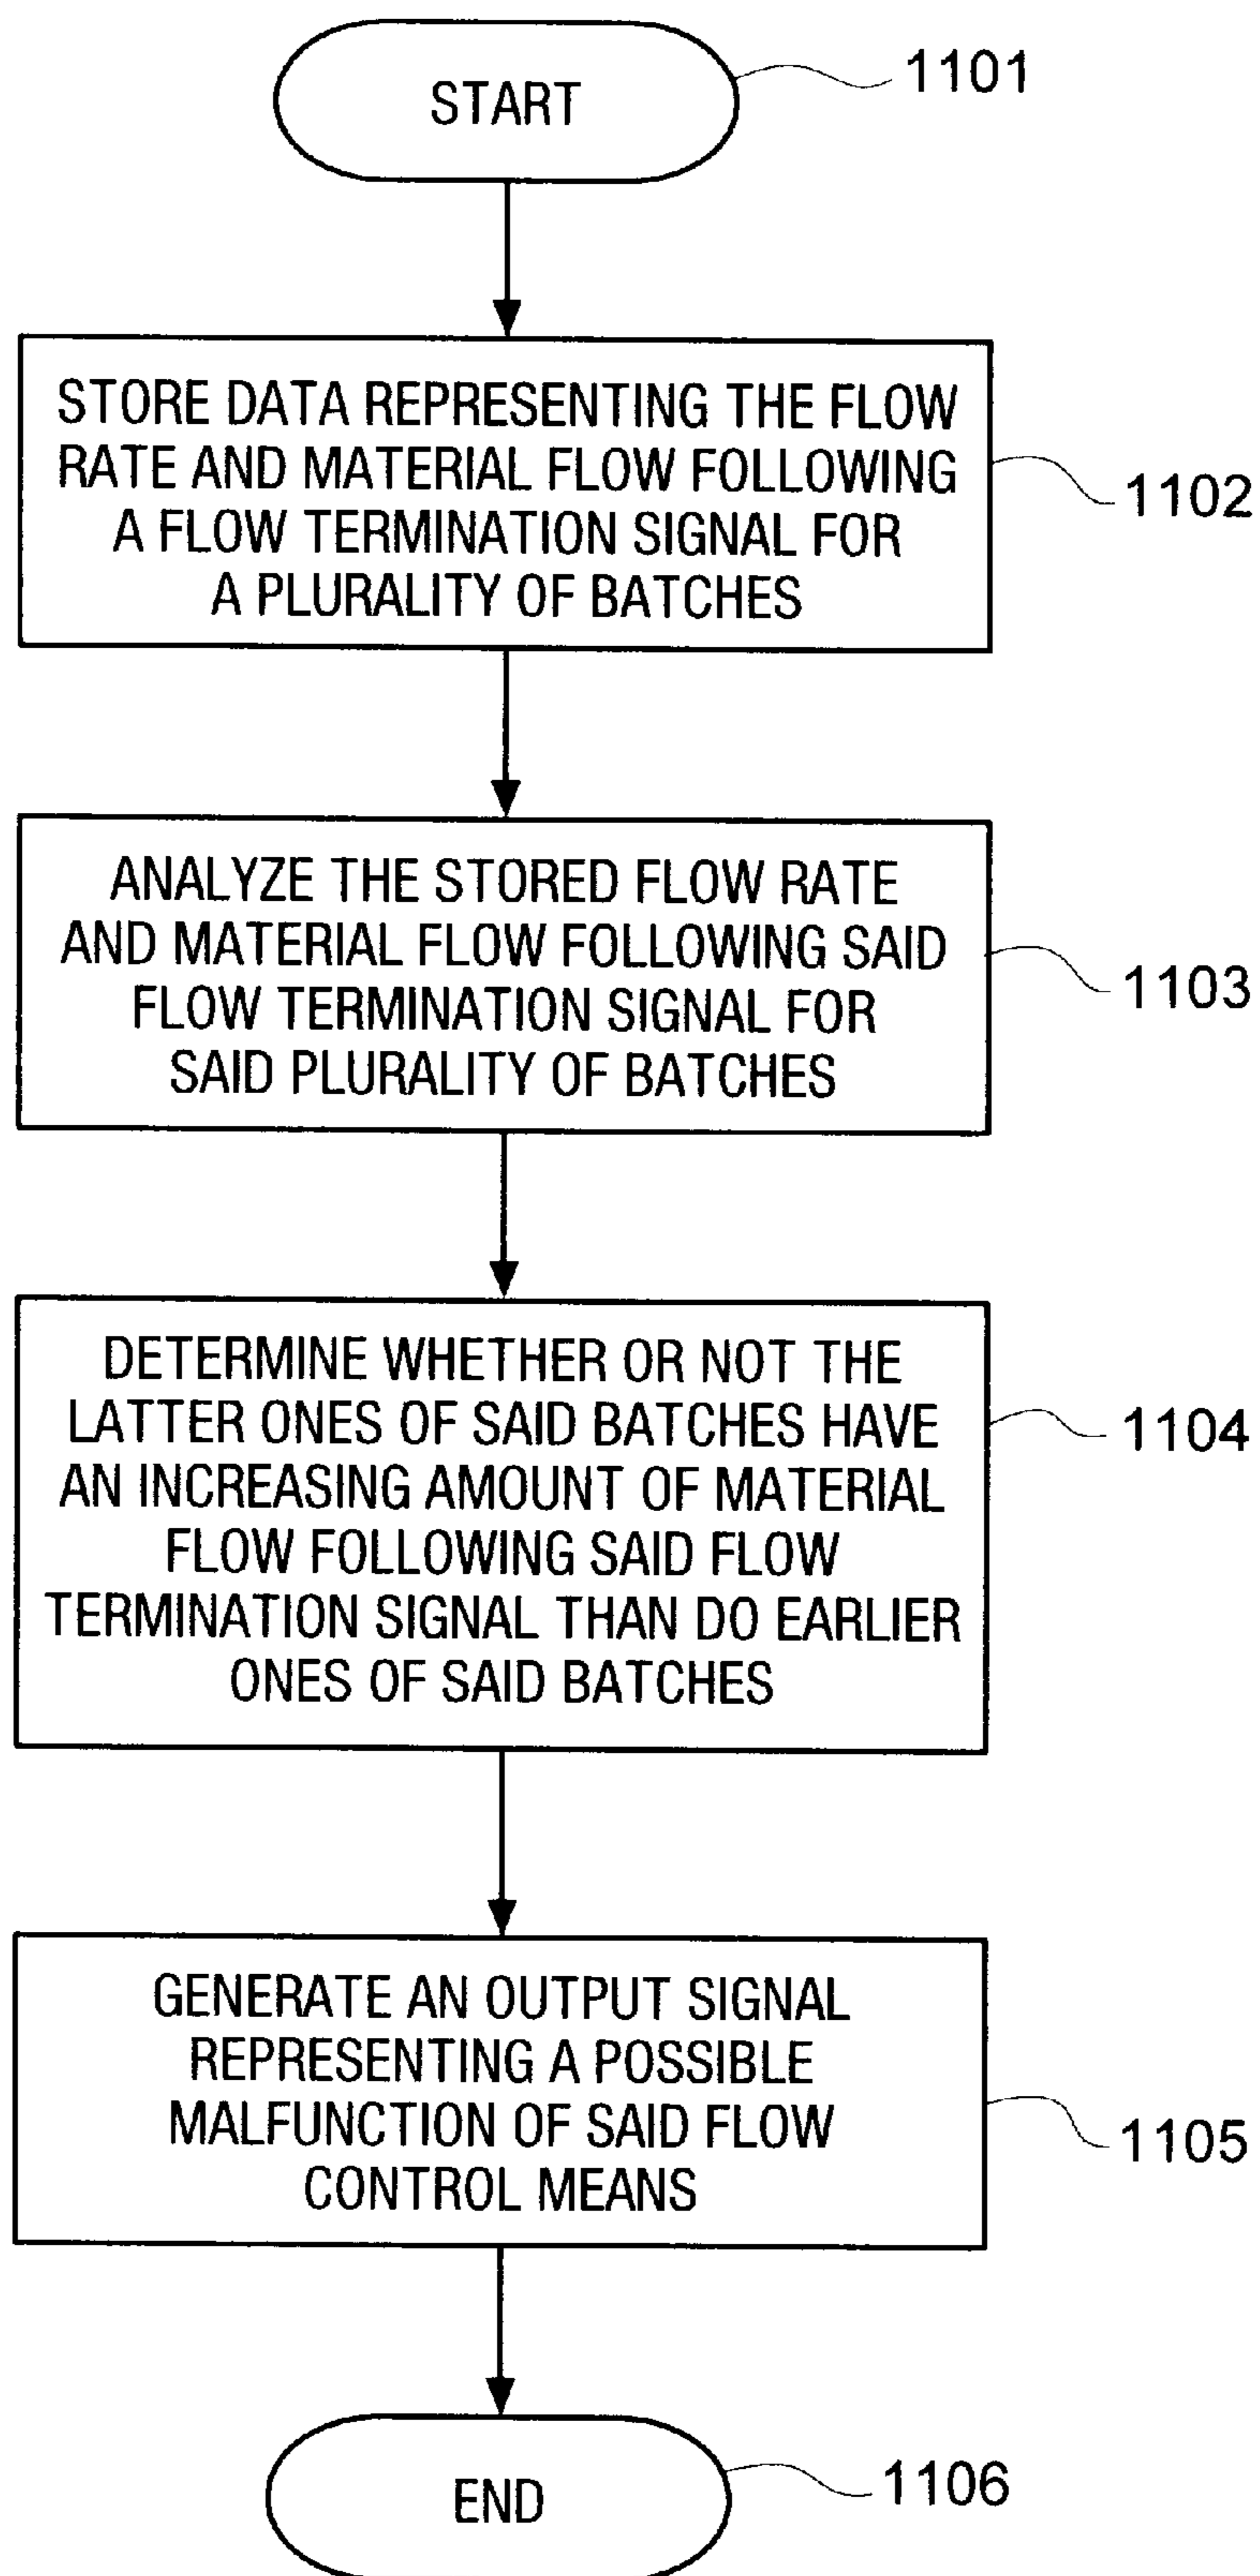 START
1101
STORE DATA REPRESENTING THE FLOW
RATE AND MATERIAL FLOW FOLLOWING
A FLOW TERMINATION SIGNAL FOR
A PLURALITY OF BATCHES
1102
ANALYZE THE STORED FLOW RATE
AND MATERIAL FLOW FOLLOWING SAID
FLOW TERMINATION SIGNAL FOR
SAID PLURALITY OF BATCHES
1103
DETERMINE WHETHER OR NOT THE
LATTER ONES OF SAID BATCHES HAVE
AN INCREASING AMOUNT OF MATERIAL
FLOW FOLLOWING SAID FLOW
TERMINATION SIGNAL THAN DO EARLIER
ONES OF SAID BATCHES
1104
GENERATE AN OUTPUT SIGNAL
REPRESENTING A POSSIBLE
MALFUNCTION OF SAID FLOW
CONTROL MEANS
1105
END
1106